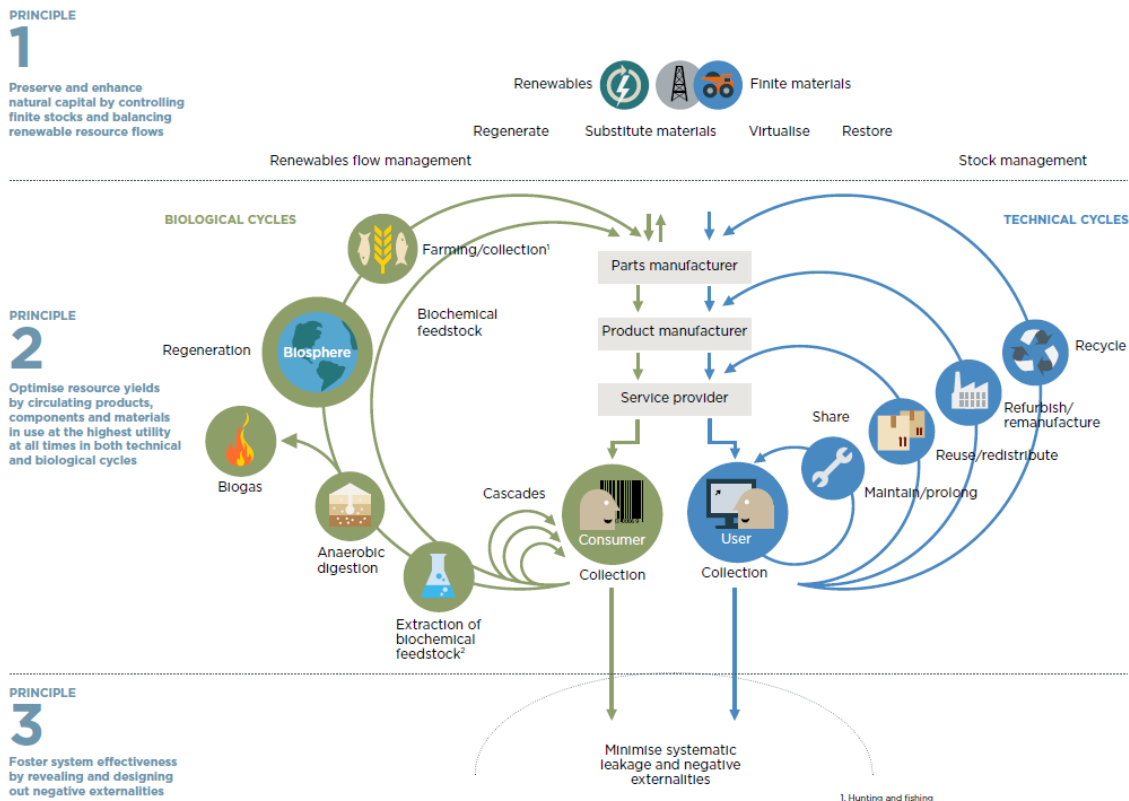 PRINCIPLE
1
Preserve and enhance
natural capital by controlling
finite stocks and balancing
renewable resource flows
Renewables
Finite materials
Regenerate
Substitute materials
Virtualise
Restore
Renewables flow management
Stock management
BIOLOGICAL CYCLES
TECHNICAL CYCLES
PRINCIPLE
2
Optimise resource yields
by circulating products,
components and materials
in use at the highest utility
at all times in both technical
and biological cycles
Farming/collection¹
Biochemical
feedstock
Regeneration
Biosphere
Biogas
Anaerobic
digestion
Extraction of
biochemical
feedstock²
Cascades
Parts manufacturer
Product manufacturer
Service provider
Consumer
Collection
User
Collection
Share
Maintain/prolong
Reuse/redistribute
Refurbish/
remanufacture
Recycle
PRINCIPLE
3
Foster system effectiveness
by revealing and designing
out negative externalities
Minimise systematic
leakage and negative
externalities
1. Hunting and fishing